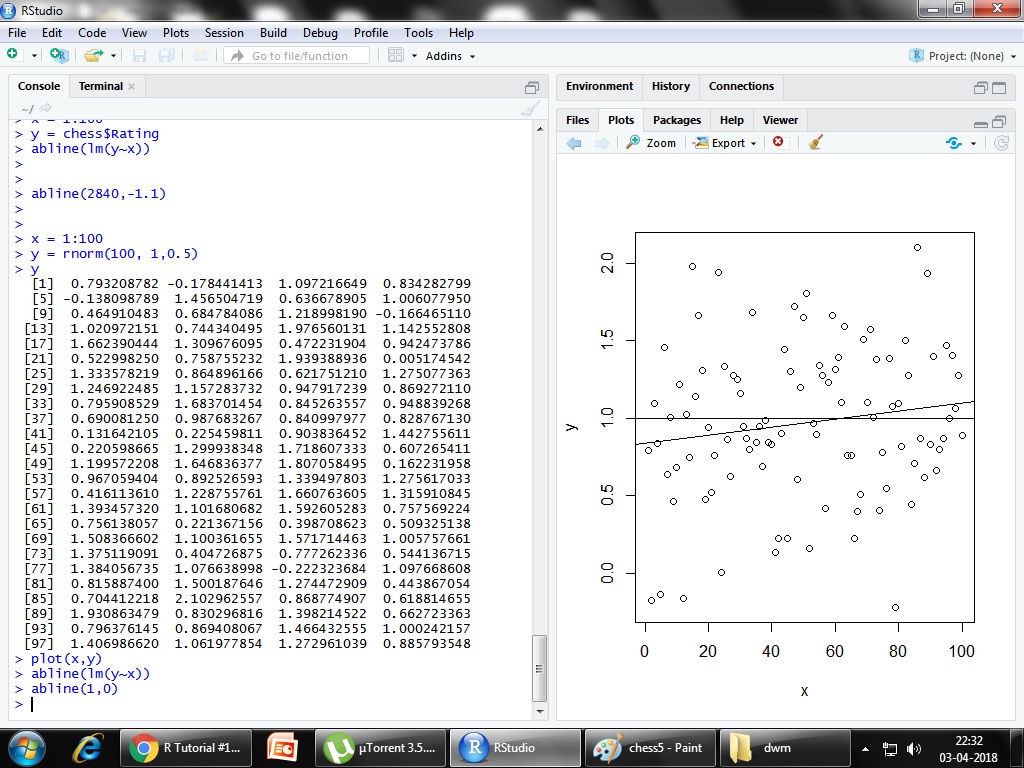 RStudio
File Edit Code View Plots Session Build Debug Profile Tools Help
Go to file/function Addins Project: (None)
Console Terminal
~/
> x = 1:100
> y = chess$Rating
> abline(lm(y~x))
>
>
> abline(2840,-1.1)
>
>
> x = 1:100
> y = rnorm(100, 1,0.5)
> y
[1] 0.793208782 -0.178441413 1.097216649 0.834282799
[5] -0.138098789 1.456504719 0.636678905 1.006077950
[9] 0.464910483 0.684784086 1.218998190 -0.166465110
[13] 1.020972151 0.744340495 1.976560131 1.142552808
[17] 1.662390444 1.309676095 0.472231904 0.942473786
[21] 0.522998250 0.758755232 1.939388936 0.005174542
[25] 1.333578219 0.864896166 0.621751210 1.275077363
[29] 1.246922485 1.157283732 0.947917239 0.869272110
[33] 0.795908529 1.683701454 0.845263557 0.948839268
[37] 0.690081250 0.987683267 0.840997977 0.828767130
[41] 0.131642105 0.225459811 0.903836452 1.442755611
[45] 0.220598665 1.299938348 1.718607333 0.607265411
[49] 1.199572208 1.646836377 1.807058495 0.162231958
[53] 0.967059404 0.892526593 1.339497803 1.275617033
[57] 0.416113610 1.228755761 1.660763605 1.315910845
[61] 1.393457320 1.101680682 1.592605283 0.757569224
[65] 0.756138057 0.221367156 0.398708623 0.509325138
[69] 1.508366602 1.100361655 1.571714463 1.005757661
[73] 1.375119091 0.404726875 0.777262336 0.544136715
[77] 1.384056735 1.076638998 -0.222323684 1.097668608
[81] 0.815887400 1.500187646 1.274472909 0.443867054
[85] 0.704412218 2.102962557 0.868774907 0.618814655
[89] 1.930863479 0.830296816 1.398214522 0.662723363
[93] 0.796376145 0.869408067 1.466432555 1.000242157
[97] 1.406986620 1.061977854 1.272961039 0.885793548
> plot(x,y)
> abline(lm(y~x))
> abline(1,0)
>
Environment History Connections
Files Plots Packages Help Viewer
Zoom Export
2.0
1.5
1.0
0.5
0.0
y
0 20 40 60 80 100
x
R Tutorial #1... µTorrent 3.5.... RStudio chess5 - Paint dwm 22:32
03-04-2018